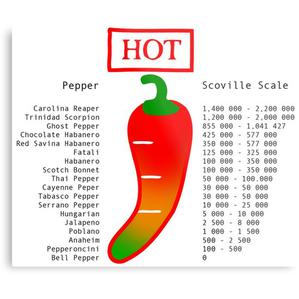 HOT
Pepper Scoville Scale
Carolina Reaper 1,400 000 - 2,200 000
Trinidad Scorpion 1,200 000 - 2,000 000
Ghost Pepper 855 000 - 1,041 427
Chocolate Habanero 425 000 - 577 000
Red Savina Habanero 350 000 - 577 000
Fatali 125 000 - 325 000
Habanero 100 000 - 350 000
Scotch Bonnet 100 000 - 350 000
Thai Pepper 50 000 - 100.000
Cayenne Peper 30 000 - 50 000
Tabasco Pepper 30 000 - 50 000
Serrano Pepper 10 000 - 25 000
Hungarian 5 000 - 10 000
Jalapeno 2 500 - 8 000
Poblano 1 000 - 1 500
Anaheim 500 - 2 500
Pepperoncini 100 - 500
Bell Pepper 0